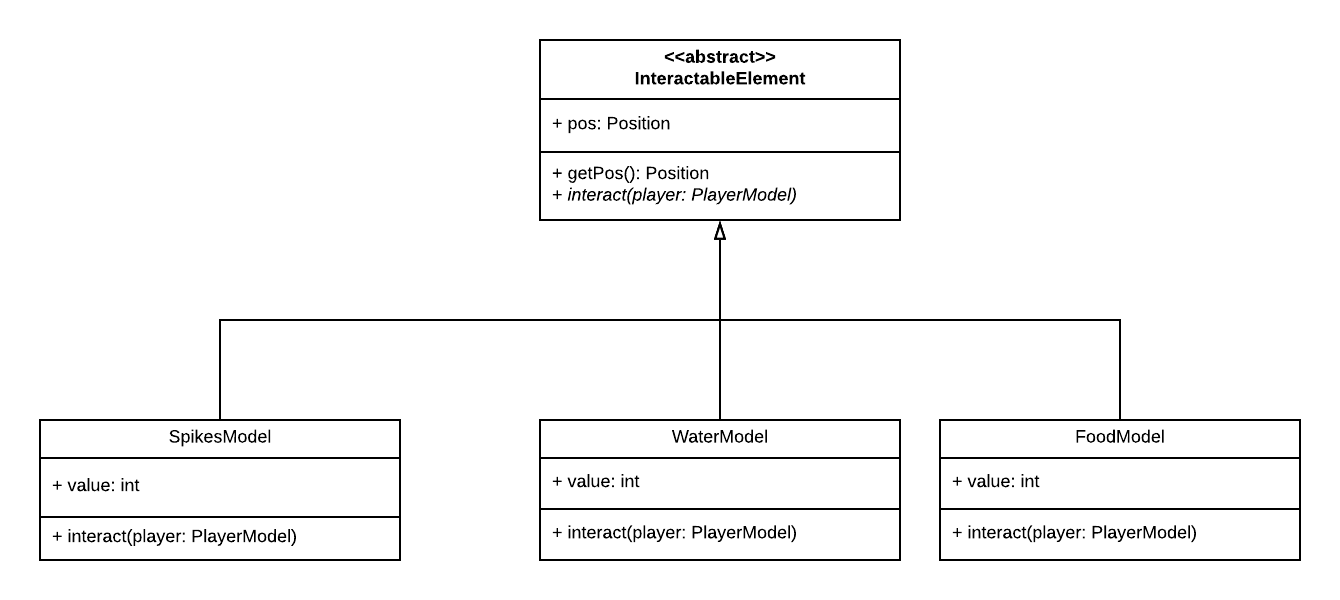 <<abstract>>
InteractableElement
+ pos: Position
+ getPos(): Position
+ interact(player: PlayerModel)
SpikesModel
+ value: int
+ interact(player: PlayerModel)
WaterModel
+ value: int
+ interact(player: PlayerModel)
FoodModel
+ value: int
+ interact(player: PlayerModel)